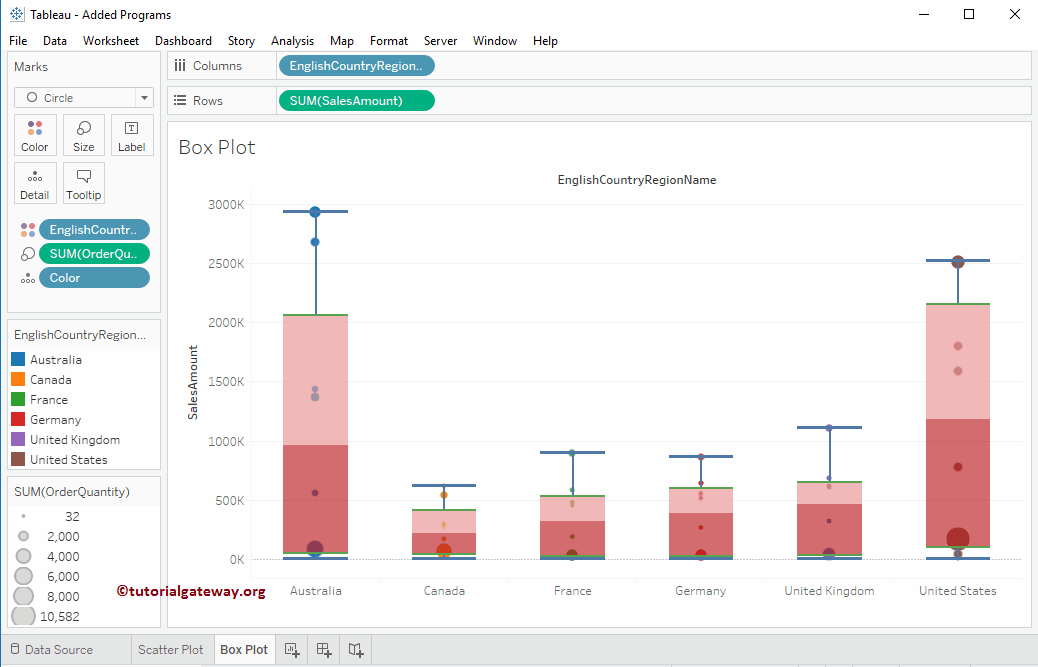 Tableau - Added Programs
File Data Worksheet Dashboard Story Analysis Map Format Server Window Help
Marks
Circle
Color Size Label
Detail Tooltip
EnglishCountr..
SUM(OrderQu..
Color
EnglishCountryRegion...
Australia
Canada
France
Germany
United Kingdom
United States
SUM(OrderQuantity)
32
2,000
4,000
6,000
8,000
10,582
Columns EnglishCountryRegion..
Rows SUM(SalesAmount)
Box Plot
EnglishCountryRegionName
SalesAmount
3000K
2500K
2000K
1500K
1000K
500K
0K
Australia Canada France Germany United Kingdom United States
©tutorialgateway.org
Data Source Scatter Plot Box Plot